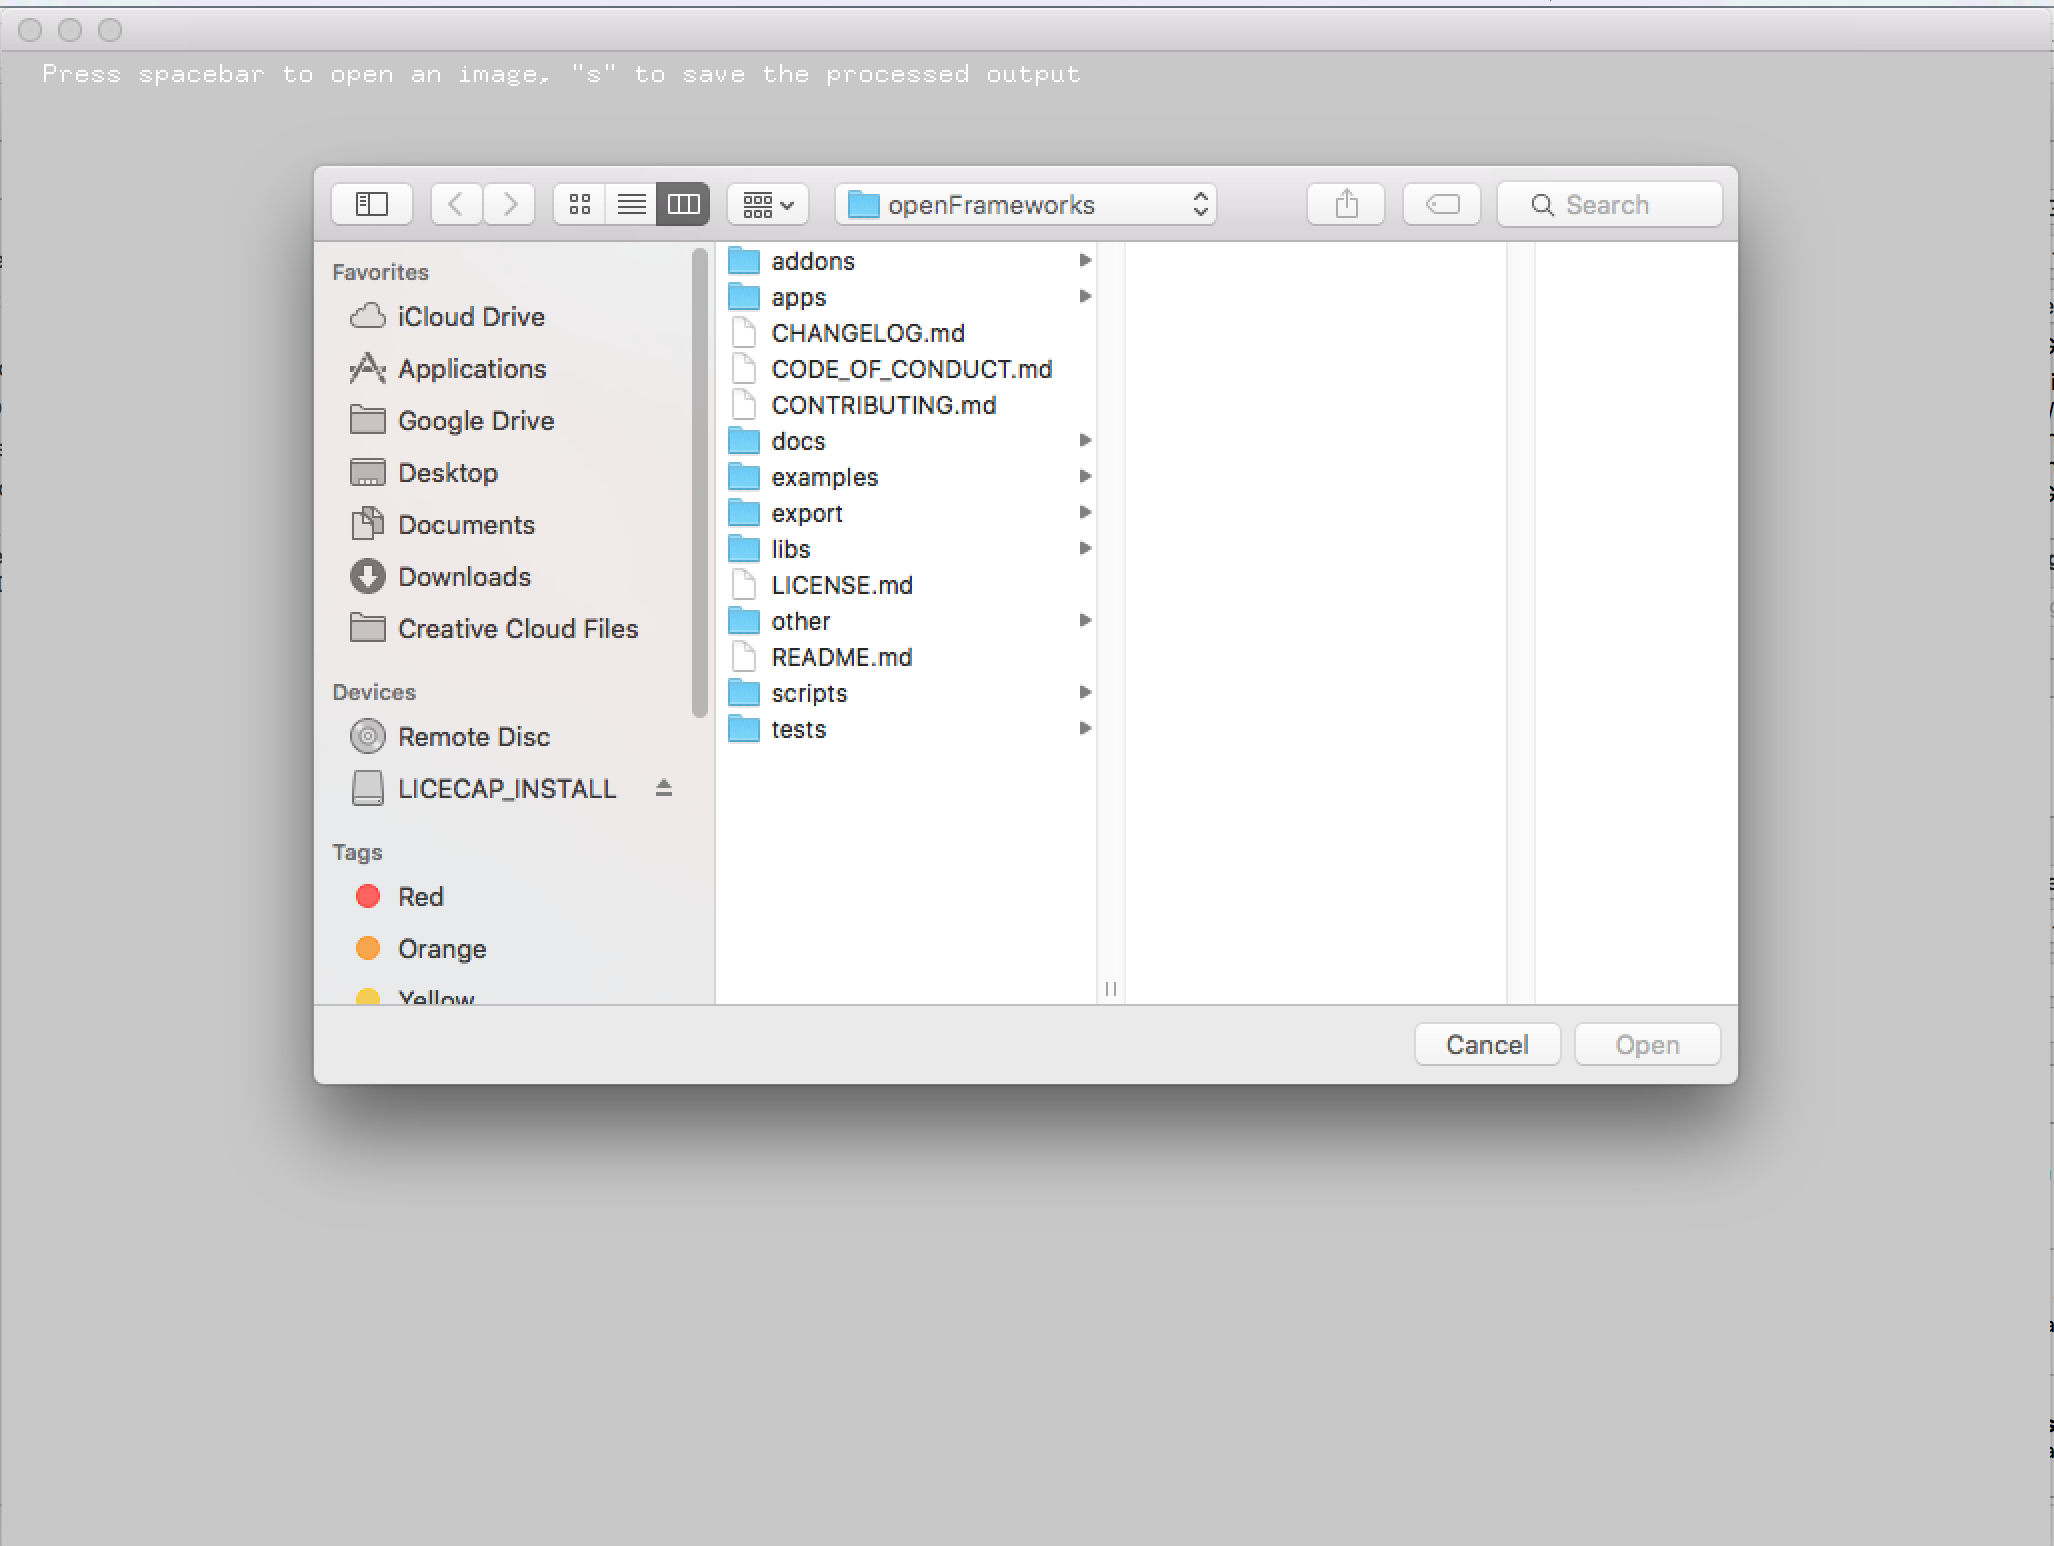 Press spacebar to open an image, "s" to save the processed output
openFrameworks
Search
Favorites
iCloud Drive
Applications
Google Drive
Desktop
Documents
Downloads
Creative Cloud Files
Devices
Remote Disc
LICECAP_INSTALL
Tags
Red
Orange
Yellow
addons
apps
CHANGELOG.md
CODE_OF_CONDUCT.md
CONTRIBUTING.md
docs
examples
export
libs
LICENSE.md
other
README.md
scripts
tests
Cancel
Open